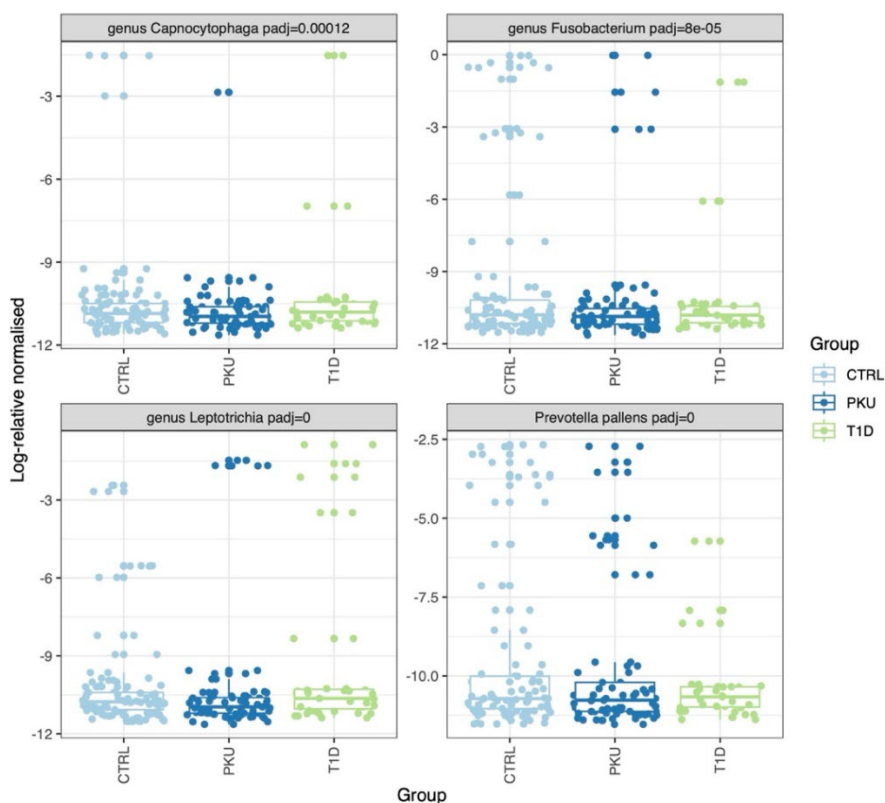 genus Capnocytophaga padj=0.00012
genus Fusobacterium padj=8e-05
-3
-6
-9
-12
0
-3
-6
-9
-12
CTRL
PKU
T1D
CTRL
PKU
T1D
Log-relative normalised
Group
CTRL
PKU
T1D
genus Leptotrichia padj=0
Prevotella pallens padj=0
-3
-6
-9
-12
-2.5
-5.0
-7.5
-10.0
CTRL
PKU
T1D
CTRL
PKU
T1D
Group